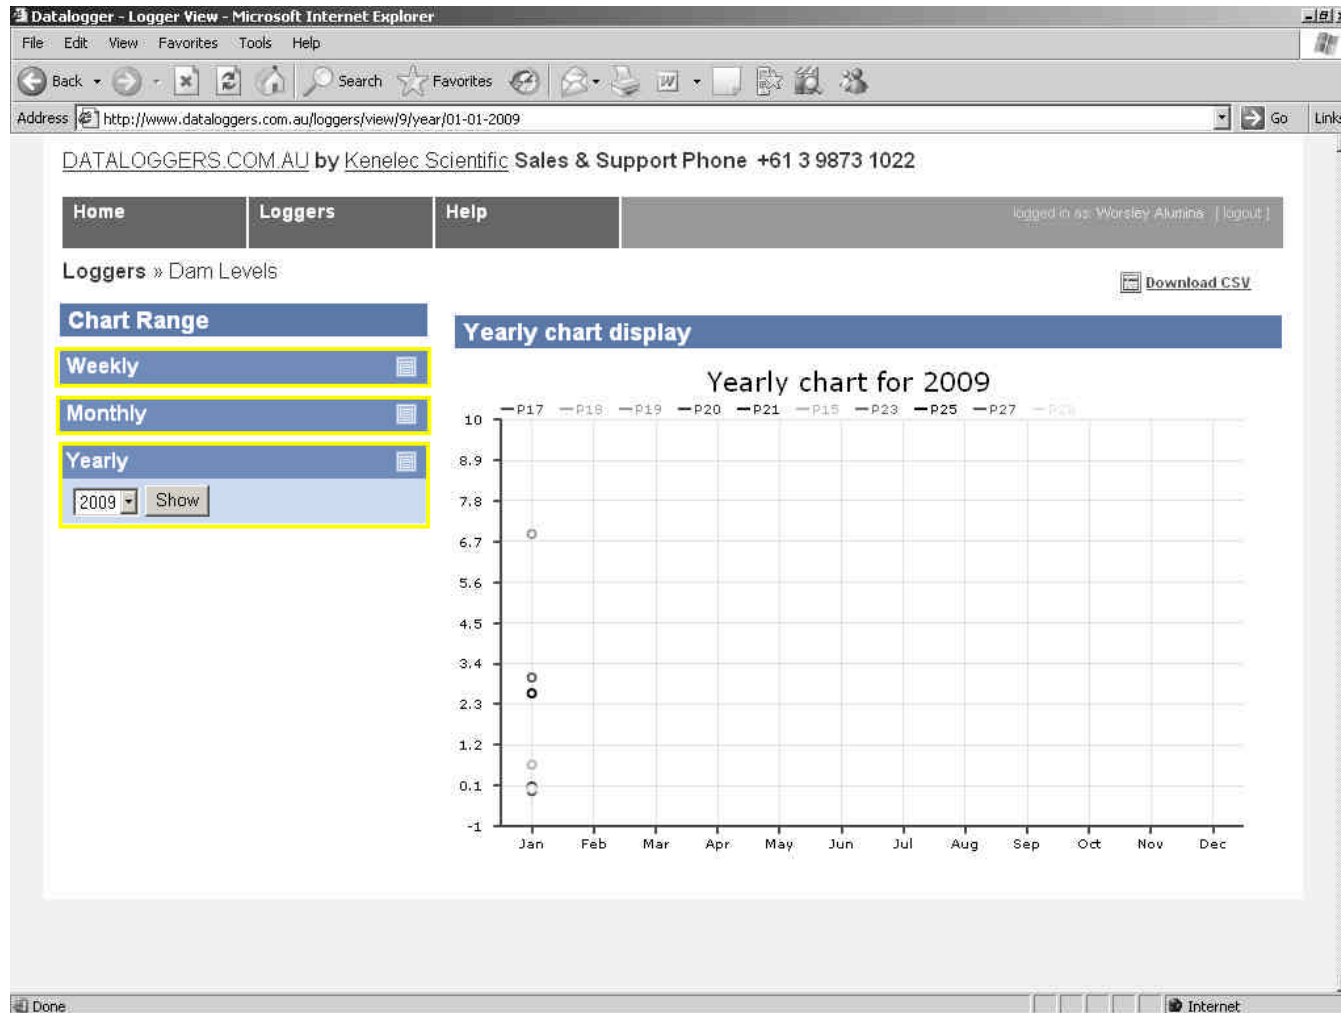 Datalogger - Logger View - Microsoft Internet Explorer
File Edit View Favorites Tools Help
Back Search Favorites
Address http://www.dataloggers.com.au/loggers/view/9/year/01-01-2009 Go Links
DATALOGGERS.COM.AU by Kenelec Scientific Sales & Support Phone +61 3 9873 1022
Home Loggers Help logged in as: Worsley Alumina [ logout ]
Loggers » Dam Levels
Download CSV
Chart Range
Weekly
Monthly
Yearly
2009 Show
Yearly chart display
Yearly chart for 2009
P17 P18 P19 P20 P21 P15 P23 P25 P27
10
8.9
7.8
6.7
5.6
4.5
3.4
2.3
1.2
0.1
-1
Jan Feb Mar Apr May Jun Jul Aug Sep Oct Nov Dec
Done Internet